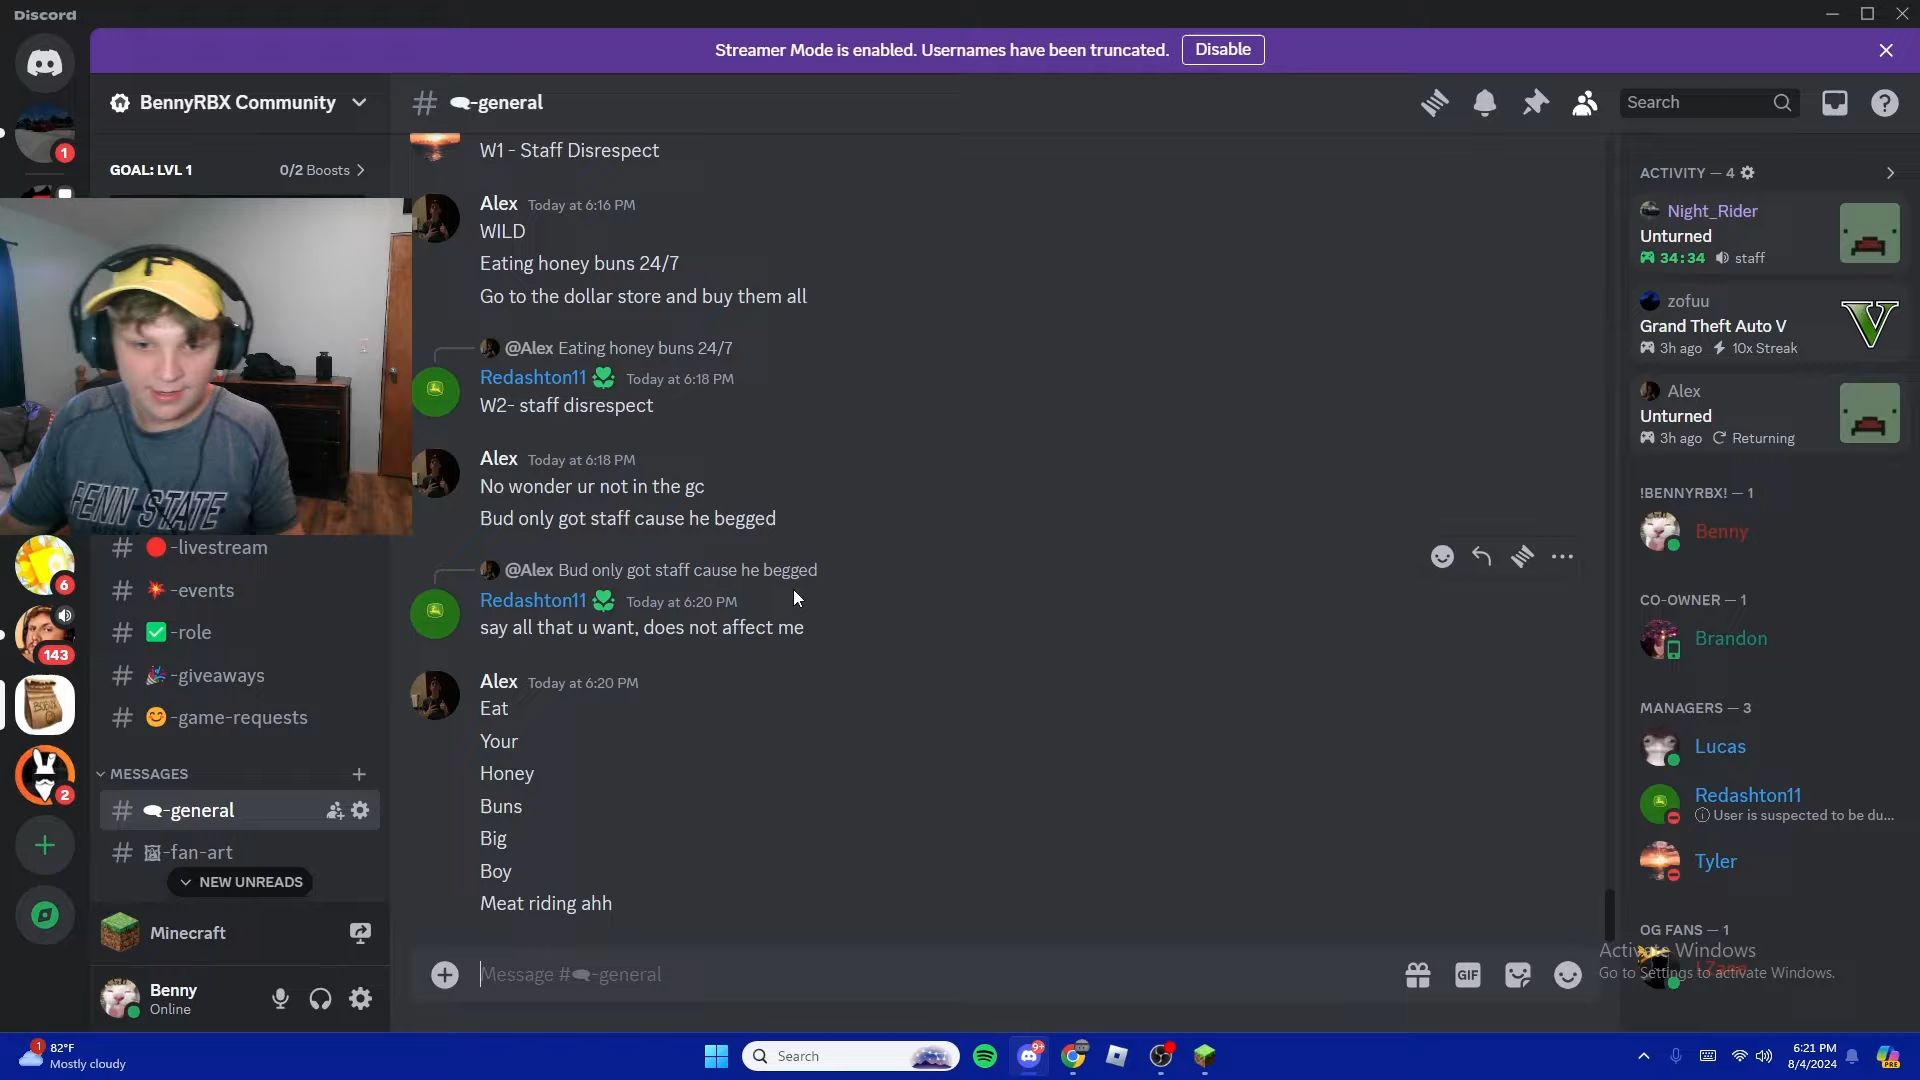 Discord
Streamer Mode is enabled. Usernames have been truncated.
Disable
BennyRBX Community
GOAL: LVL 1
0/2 Boosts
-general
Search
W1 - Staff Disrespect
Alex Today at 6:16 PM
WILD
Eating honey buns 24/7
Go to the dollar store and buy them all
@Alex Eating honey buns 24/7
Redashton11 Today at 6:18 PM
W2- staff disrespect
Alex Today at 6:18 PM
No wonder ur not in the gc
Bud only got staff cause he begged
@Alex Bud only got staff cause he begged
Redashton11 Today at 6:20 PM
say all that u want, does not affect me
Alex Today at 6:20 PM
Eat
Your
Honey
Buns
Big
Boy
Meat riding ahh
Message #-general
GIF
ACTIVITY — 4
Night_Rider
Unturned
34:34 staff
zofuu
Grand Theft Auto V
3h ago 10x Streak
Alex
Unturned
3h ago Returning
!BENNYRBX! — 1
Benny
CO-OWNER — 1
Brandon
MANAGERS — 3
Lucas
Redashton11
User is suspected to be du...
Tyler
OG FANS — 1
Activate Windows
Go to Settings to activate Windows.
1
PENN STATE
6
143
2
-livestream
-events
-role
-giveaways
-game-requests
MESSAGES
-general
-fan-art
NEW UNREADS
Minecraft
Benny
Online
1
82°F
Mostly cloudy
Search
9+
6:21 PM
8/4/2024
PRE